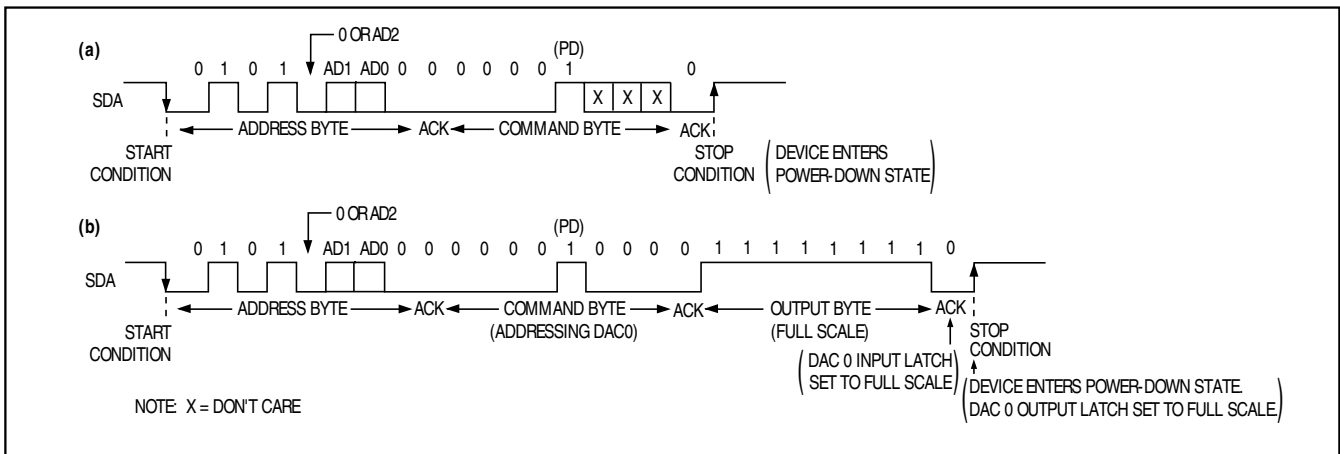 (a)
0 OR AD2
(PD)
0 1 0 1 AD1 AD0 0 0 0 0 0 0 1 0
SDA
X X X
ADDRESS BYTE ACK COMMAND BYTE ACK
START
CONDITION
STOP
CONDITION
(DEVICE ENTERS
POWER-DOWN STATE)
(b)
0 OR AD2
(PD)
0 1 0 1 AD1 AD0 0 0 0 0 0 0 1 0 0 0 0 1 1 1 1 1 1 1 1 0
SDA
ADDRESS BYTE ACK COMMAND BYTE ACK OUTPUT BYTE ACK
(ADDRESSING DAC0)
(FULL SCALE)
START
CONDITION
STOP
CONDITION
(DAC 0 INPUT LATCH
SET TO FULL SCALE)
(DEVICE ENTERS POWER-DOWN STATE.
DAC 0 OUTPUT LATCH SET TO FULL SCALE.)
NOTE: X = DON'T CARE